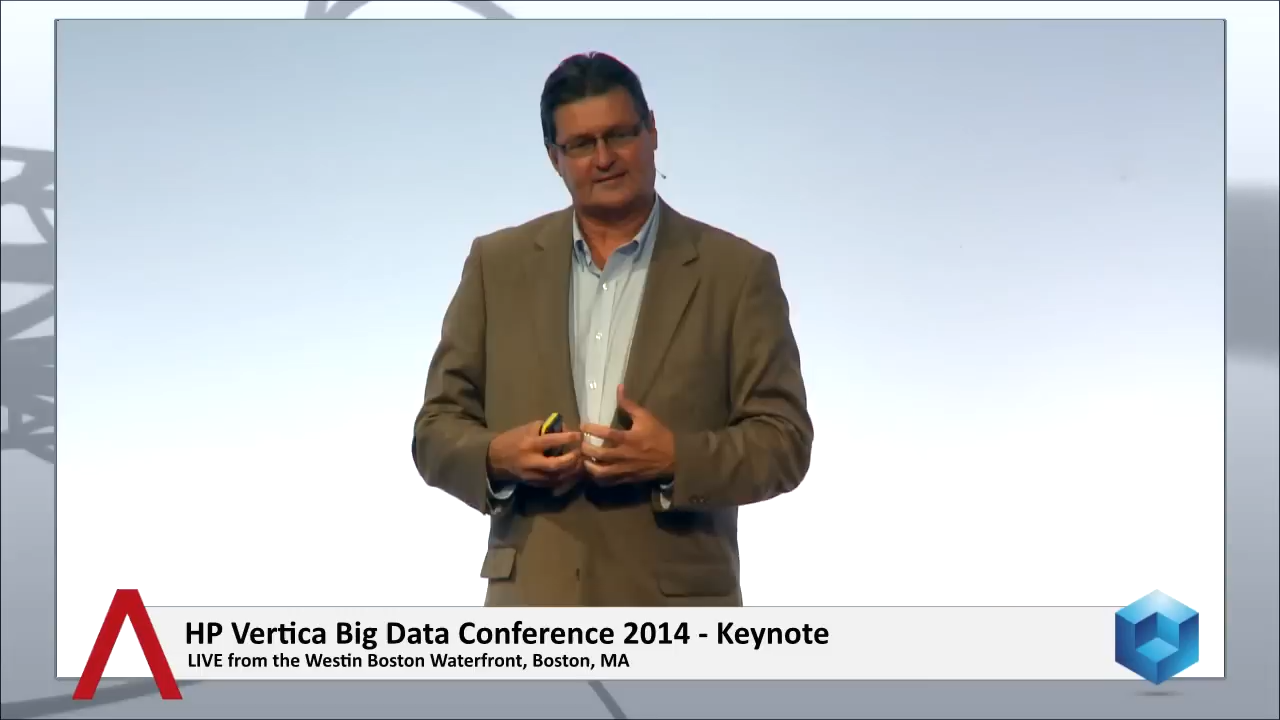 HP Vertica Big Data Conference 2014 - Keynote
LIVE from the Westin Boston Waterfront, Boston, MA